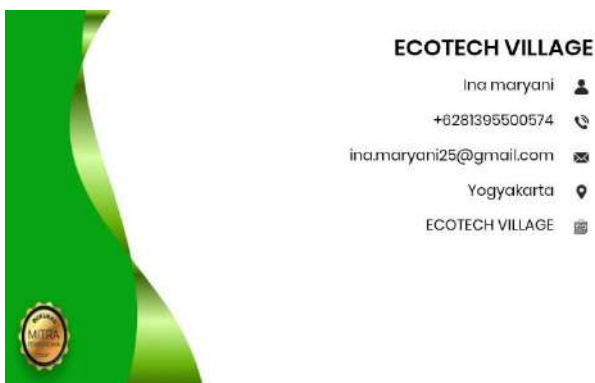 ECOTECH VILLAGE
Ina maryani
+6281395500574
ina.maryani25@gmail.com
Yogyakarta
ECOTECH VILLAGE
MITRA